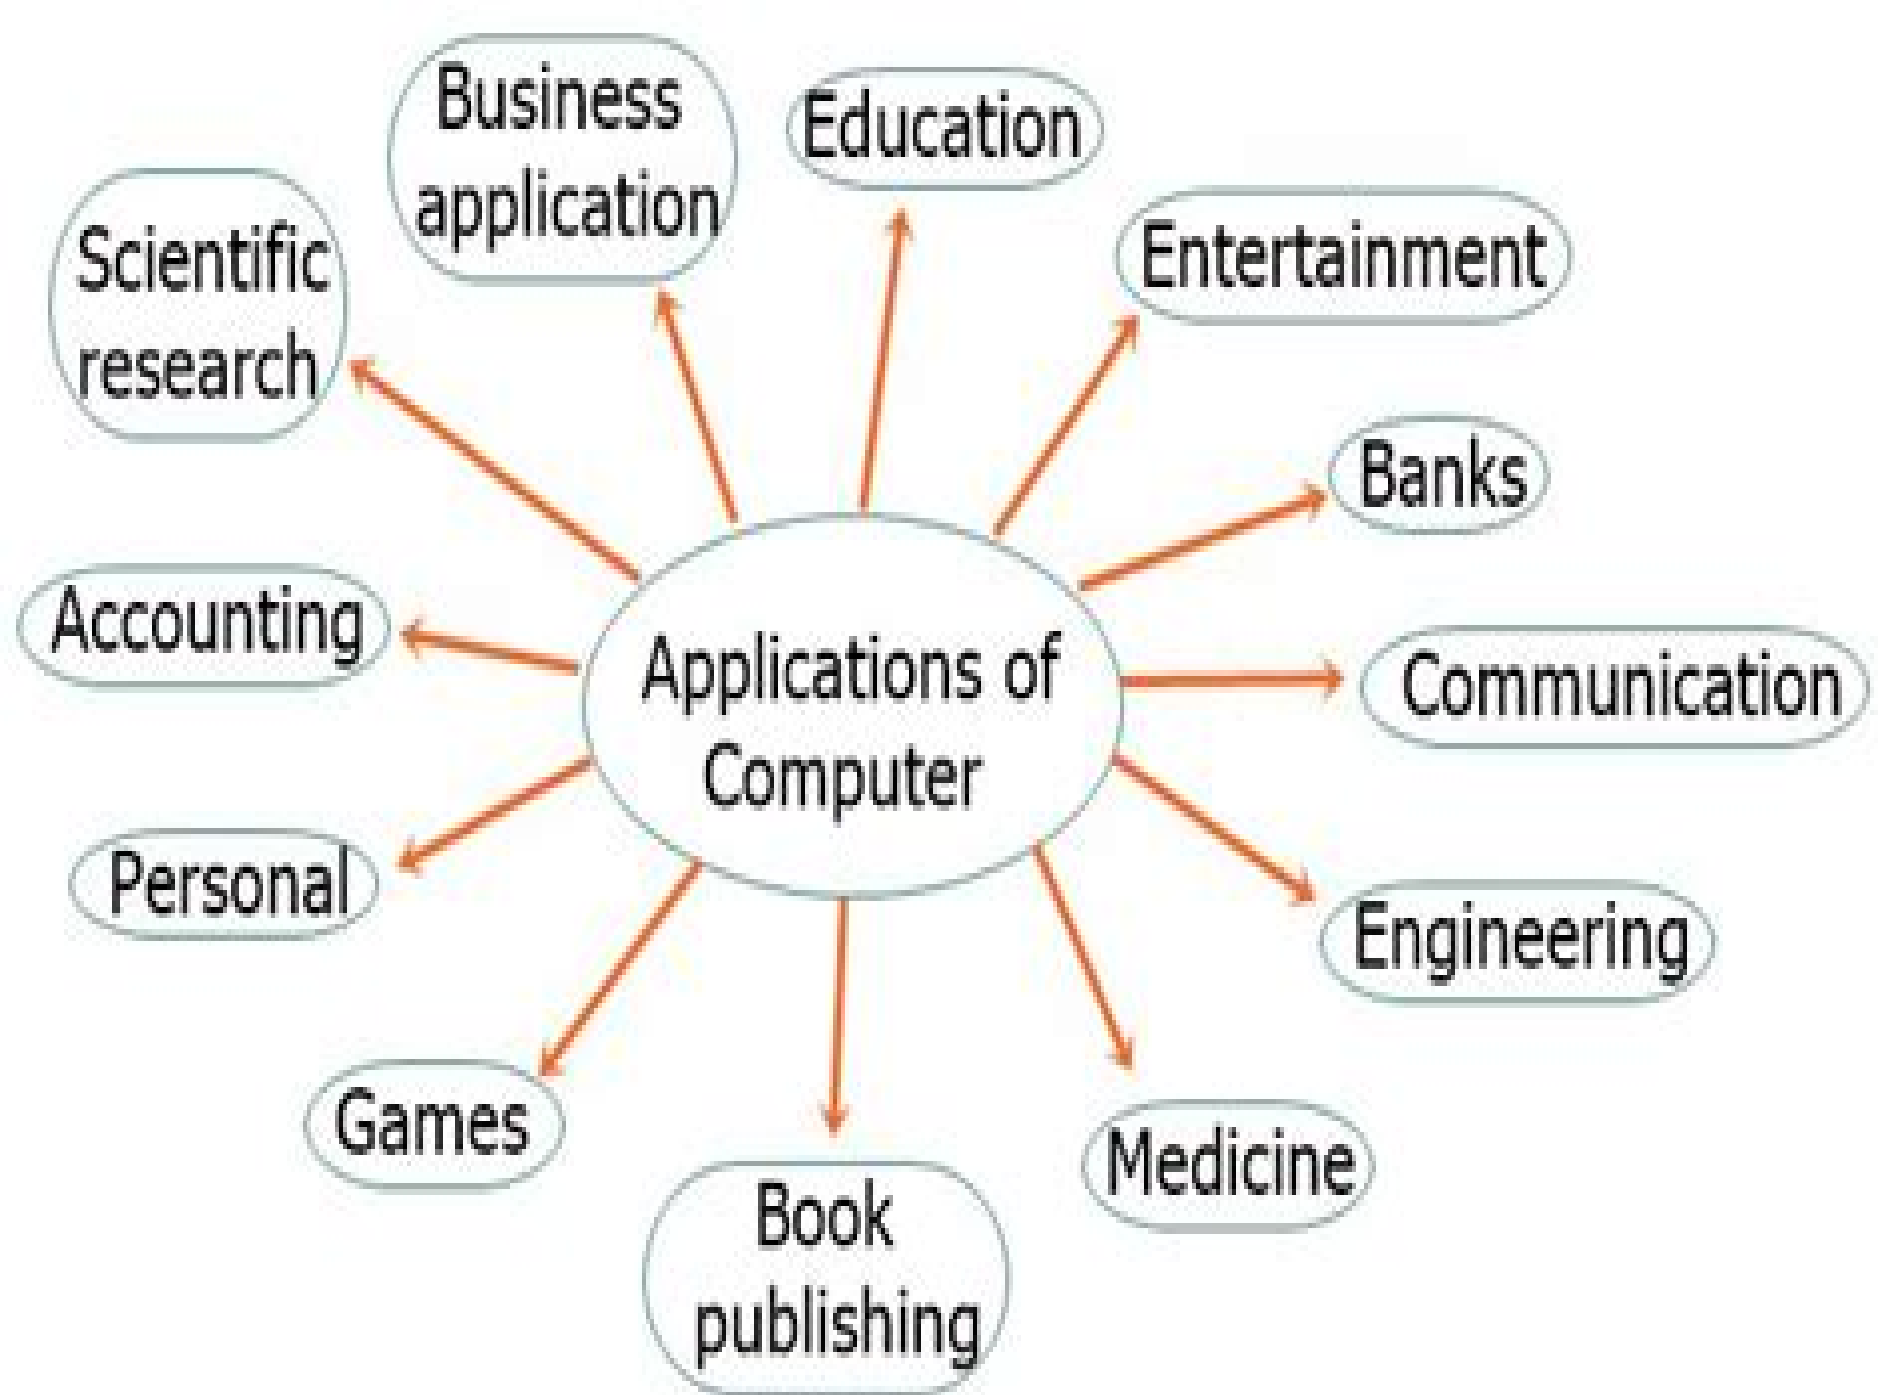 Business
application
Education
Entertainment
Scientific
research
Banks
Accounting
Applications of
Computer
Communication
Personal
Engineering
Games
Medicine
Book
publishing